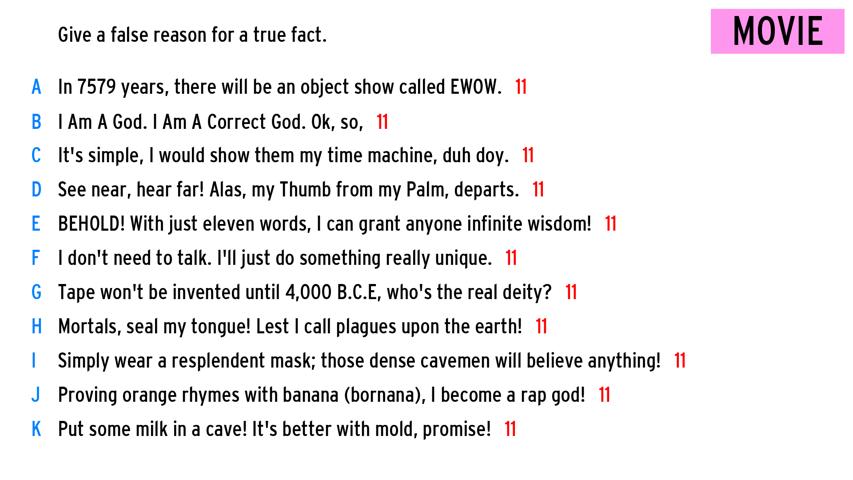 MOVIE
Give a false reason for a true fact.
A In 7579 years, there will be an object show called EWOW. 11
B I Am A God. I Am A Correct God. Ok, so, 11
C It's simple, I would show them my time machine, duh doy. 11
D See near, hear far! Alas, my Thumb from my Palm, departs. 11
E BEHOLD! With just eleven words, I can grant anyone infinite wisdom! 11
F I don't need to talk. I'll just do something really unique. 11
G Tape won't be invented until 4,000 B.C.E, who's the real deity? 11
H Mortals, seal my tongue! Lest I call plagues upon the earth! 11
I Simply wear a resplendent mask; those dense cavemen will believe anything! 11
J Proving orange rhymes with banana (bornana), I become a rap god! 11
K Put some milk in a cave! It's better with mold, promise! 11